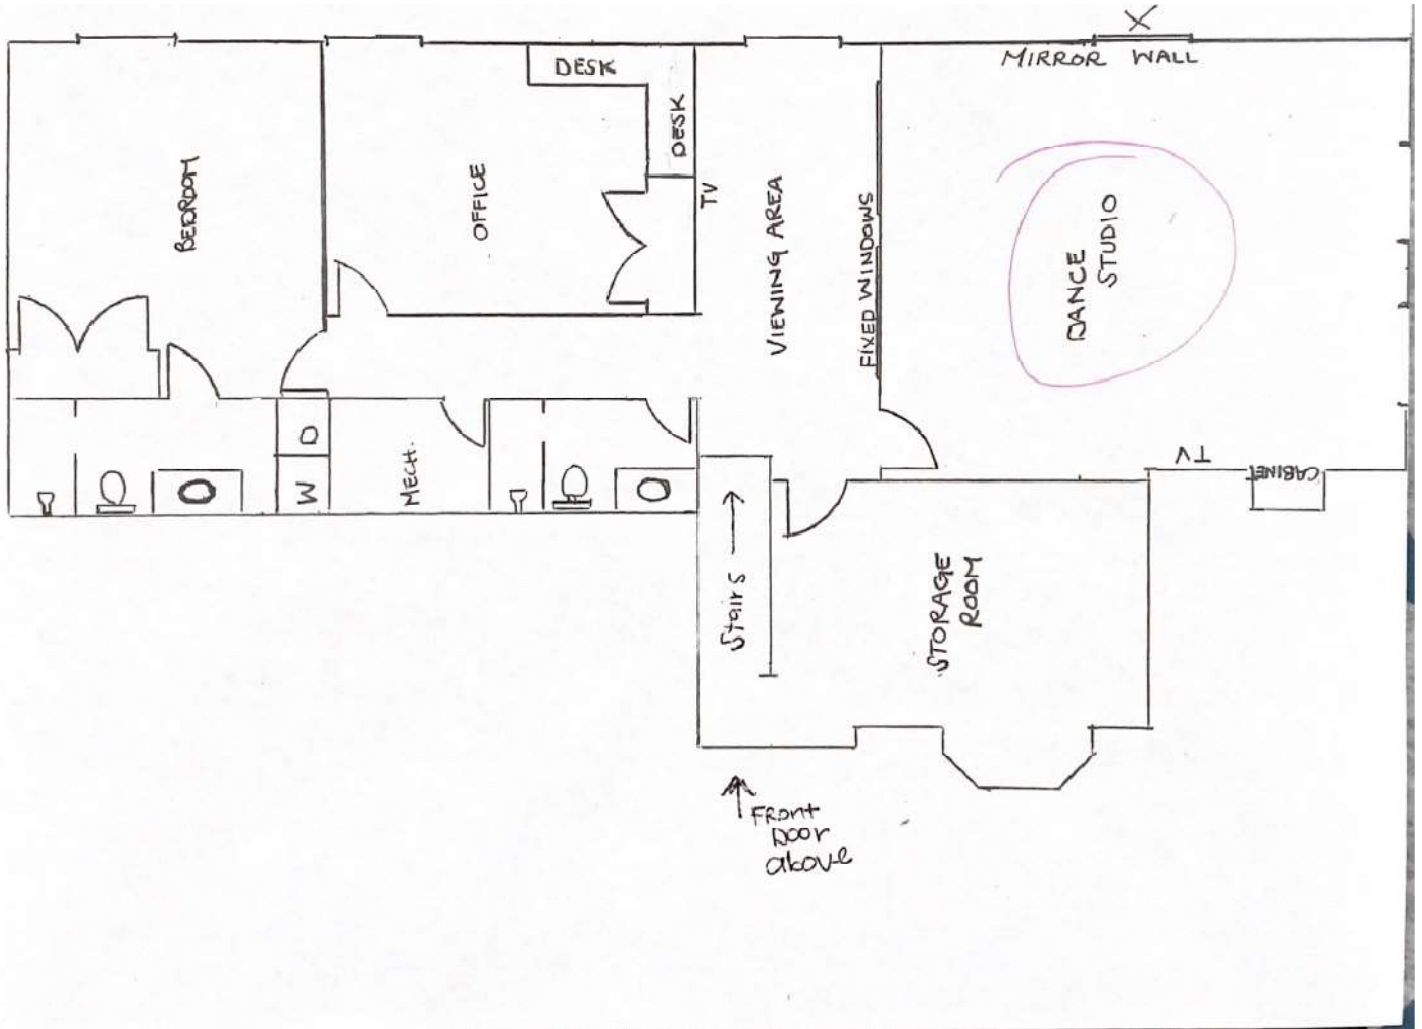 X
MIRROR WALL
DESK
DESK
BEDROOM
OFFICE
TV
VIEWING AREA
FIXED WINDOWS
DANCE
STUDIO
D
W
MECH.
TV
CABINET
Stairs
STORAGE
ROOM
FRont
DOOr
above